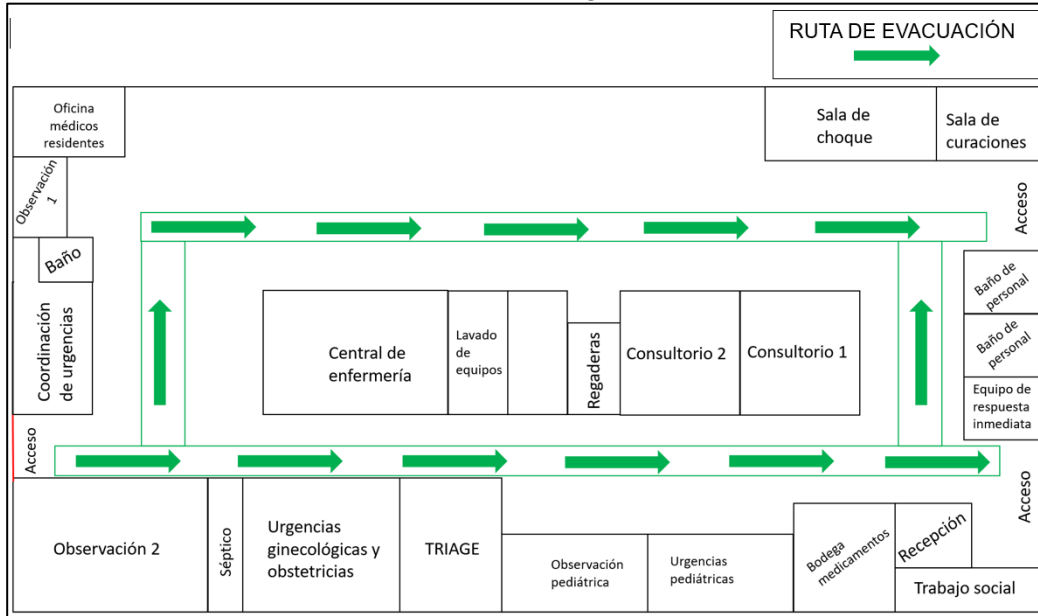 RUTA DE EVACUACIÓN
Oficina
médicos
residentes
Sala de
choque
Sala de
curaciones
Observación
1
Acceso
Baño
Baño de
personal
Coordinación
de urgencias
Central de
enfermería
Lavado
de
equipos
Regaderas
Consultorio 2
Consultorio 1
Baño de
personal
Equipo de
respuesta
inmediata
Acceso
Acceso
Observación 2
Séptico
Urgencias
ginecológicas y
obstetricias
TRIAGE
Observación
pediátrica
Urgencias
pediátricas
Bodega
medicamentos
Recepción
Trabajo social